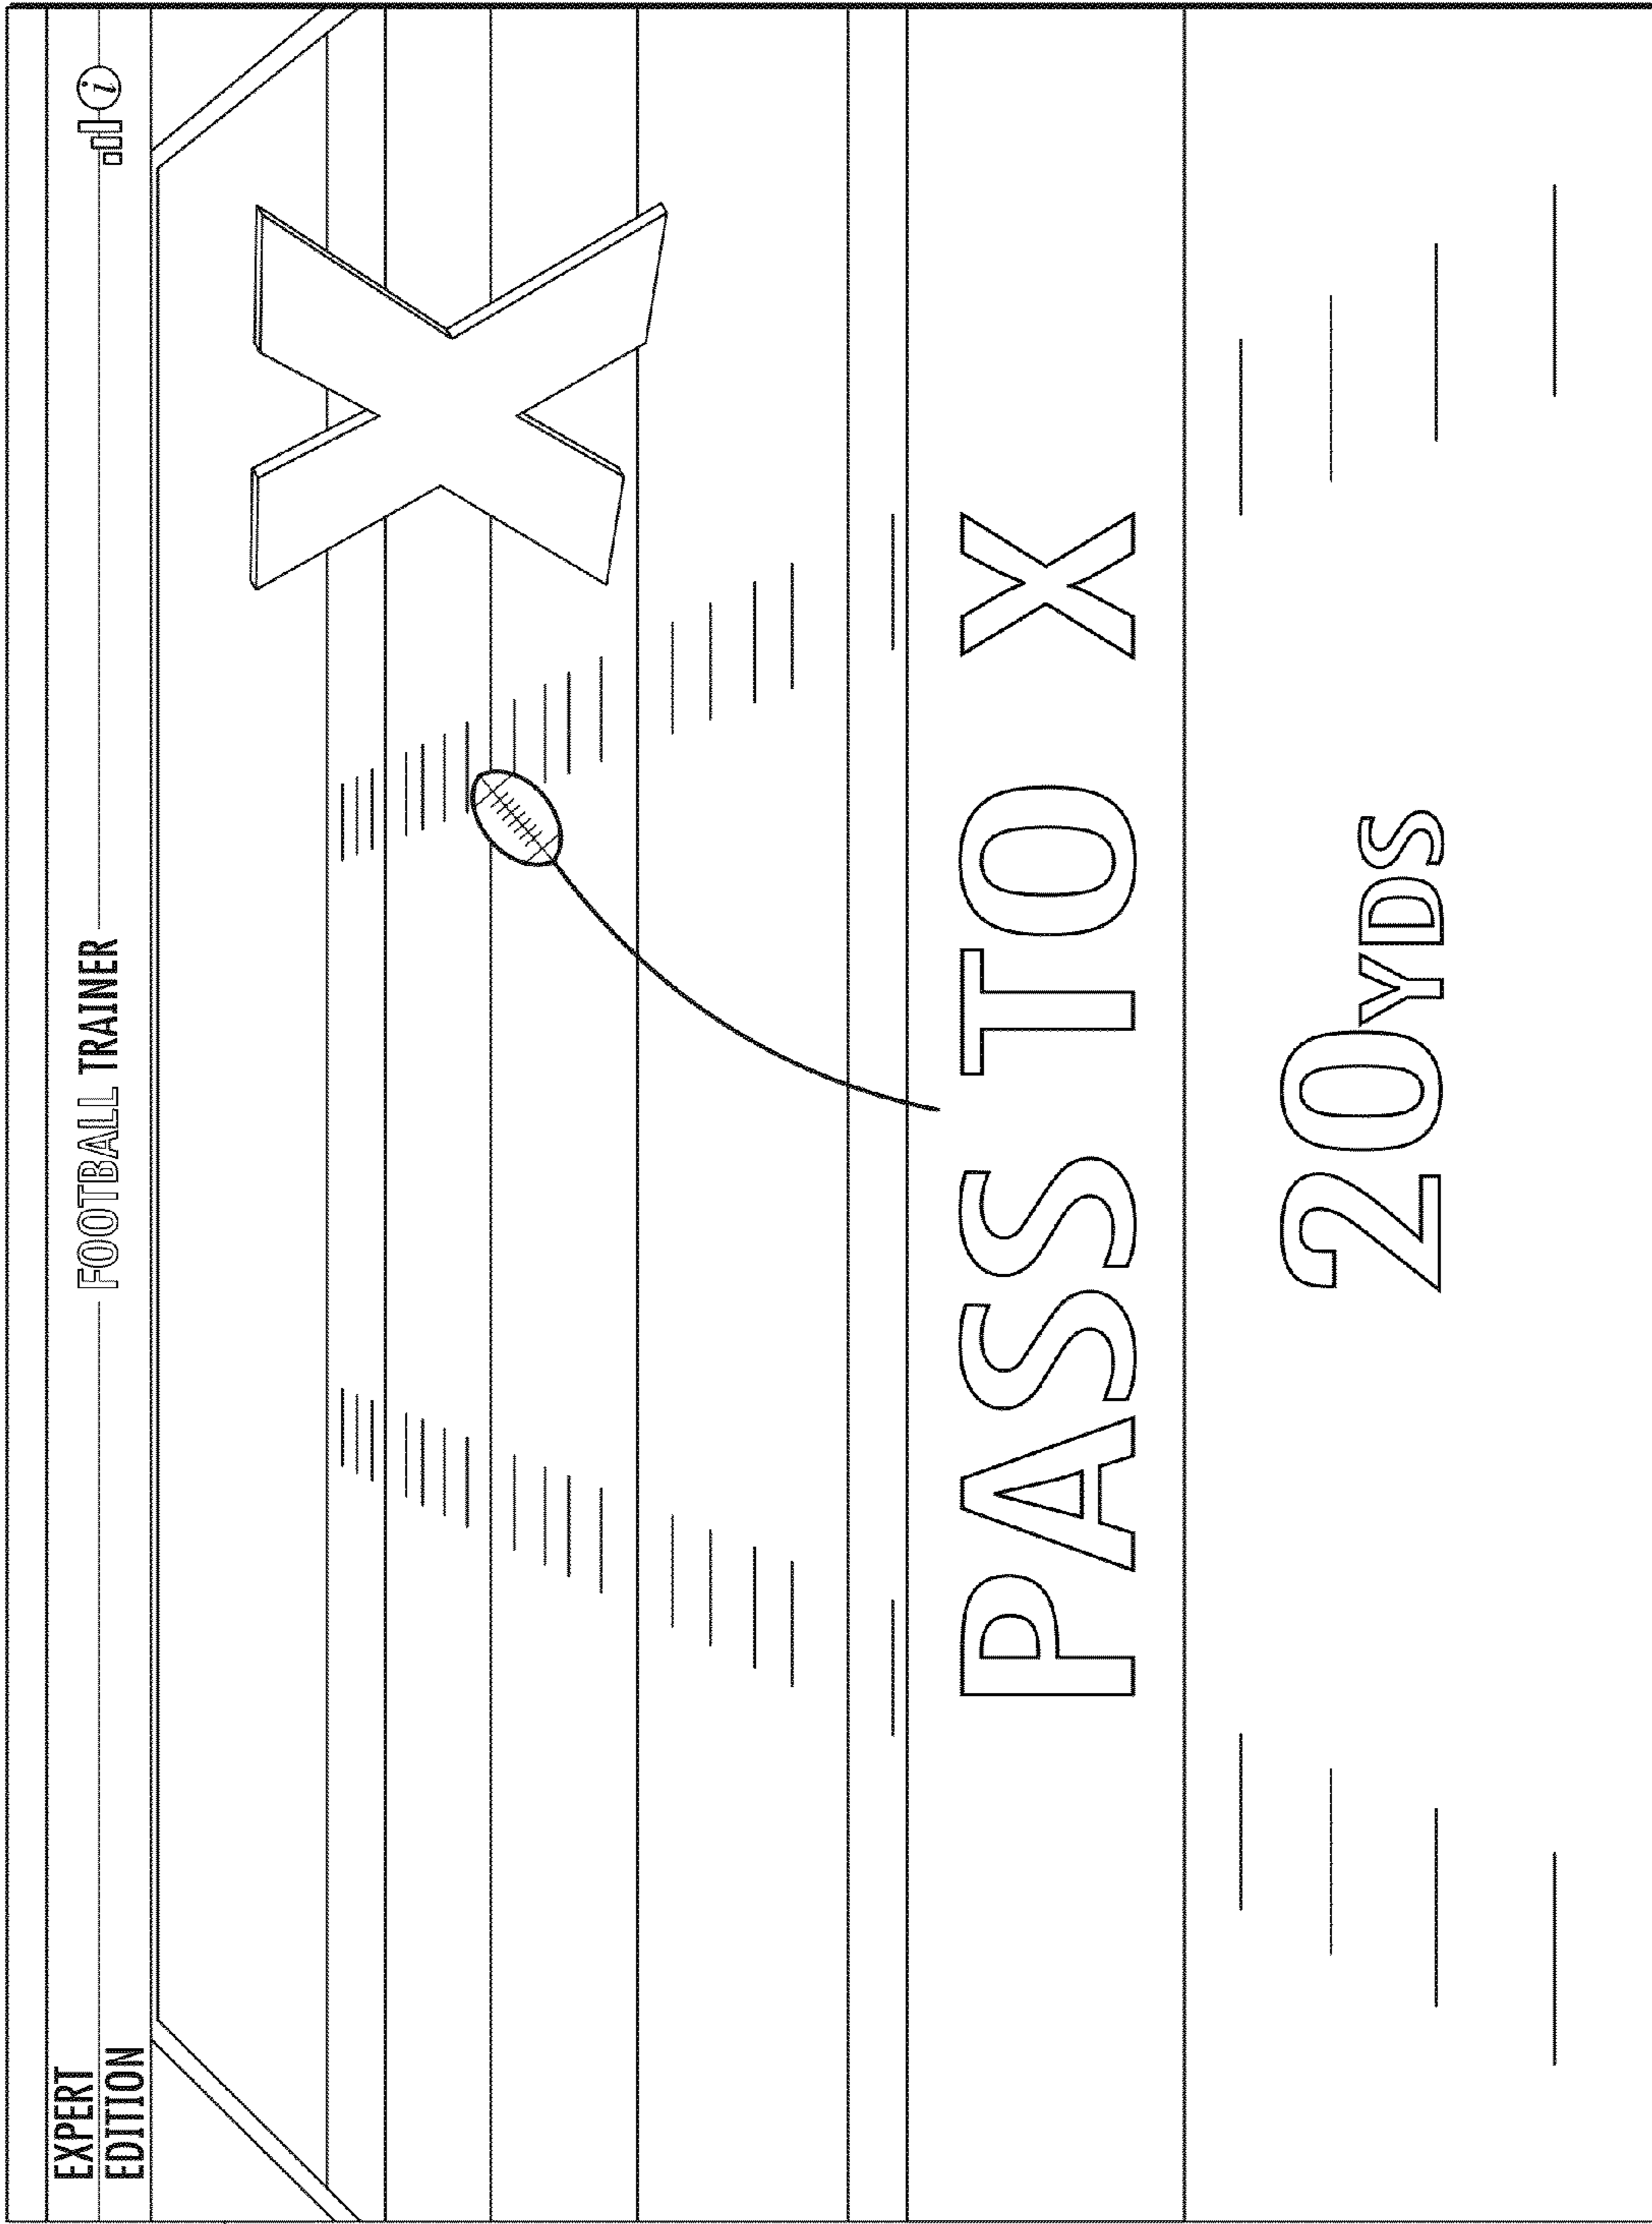 EXPERT
EDITION
FOOTBALL TRAINER
i
X
PASS TO X
20YDS